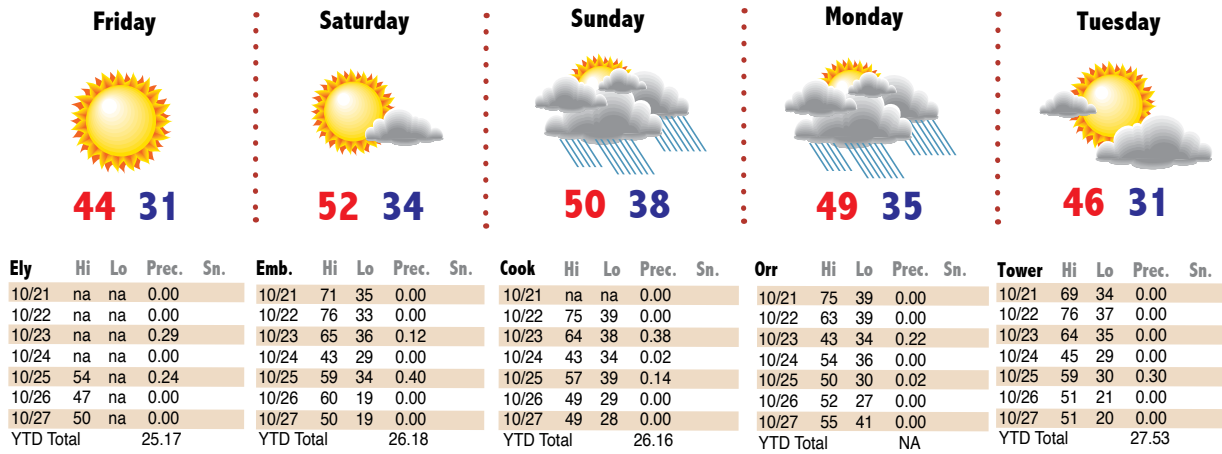 Friday
44 31
Saturday
52 34
Sunday
50 38
Monday
49 35
Tuesday
46 31
Ely Hi Lo Prec. Sn.
10/21 na na 0.00
10/22 na na 0.00
10/23 na na 0.29
10/24 na na 0.00
10/25 54 na 0.24
10/26 47 na 0.00
10/27 50 na 0.00
YTD Total 25.17
Emb. Hi Lo Prec. Sn.
10/21 71 35 0.00
10/22 76 33 0.00
10/23 65 36 0.12
10/24 43 29 0.00
10/25 59 34 0.40
10/26 60 19 0.00
10/27 50 19 0.00
YTD Total 26.18
Cook Hi Lo Prec. Sn.
10/21 na na 0.00
10/22 75 39 0.00
10/23 64 38 0.38
10/24 43 34 0.02
10/25 57 39 0.14
10/26 49 29 0.00
10/27 49 28 0.00
YTD Total 26.16
Orr Hi Lo Prec. Sn.
10/21 75 39 0.00
10/22 63 39 0.00
10/23 43 34 0.22
10/24 54 36 0.00
10/25 50 30 0.02
10/26 52 27 0.00
10/27 55 41 0.00
YTD Total NA
Tower Hi Lo Prec. Sn.
10/21 69 34 0.00
10/22 76 37 0.00
10/23 64 35 0.00
10/24 45 29 0.00
10/25 59 30 0.30
10/26 51 21 0.00
10/27 51 20 0.00
YTD Total 27.53